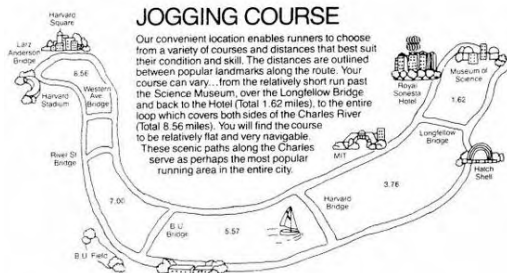 JOGGING COURSE
Our convenient location enables runners to choose
from a variety of courses and distances that best suit
their condition and skill. The distances are outlined
between popular landmarks along the route. Your
course can vary...from the relatively short run past
the Science Museum, over the Longfellow Bridge
and back to the Hotel (Total 1.62 miles), to the entire
loop which covers both sides of the Charles River
(Total 8.56 miles). You will find the course
to be relatively flat and very navigable.
These scenic paths along the Charles
serve as perhaps the most popular
running area in the entire city.
Harvard
Square
Larz
Anderson
Bridge
8.56
Harvard
Stadium
Western
Ave.
Bridge
River St
Bridge
7.00
B.U. Field
B.U.
Bridge
5.57
Harvard
Bridge
3.76
MIT
Royal
Sonesta
Hotel
Museum of
Science
1.62
Longfellow
Bridge
Hatch
Shell